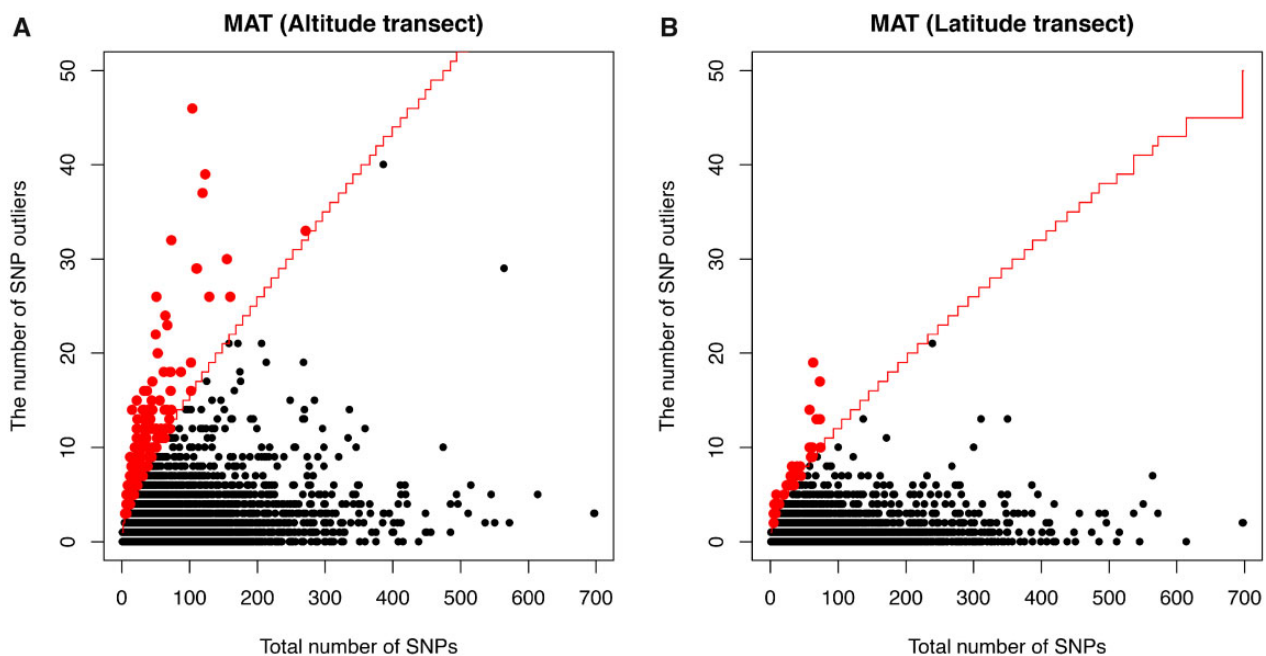 A MAT (Altitude transect)
50
40
30
20
10
0
The number of SNP outliers
0 100 200 300 400 500 600 700
Total number of SNPs
B MAT (Latitude transect)
50
40
30
20
10
0
The number of SNP outliers
0 100 200 300 400 500 600 700
Total number of SNPs